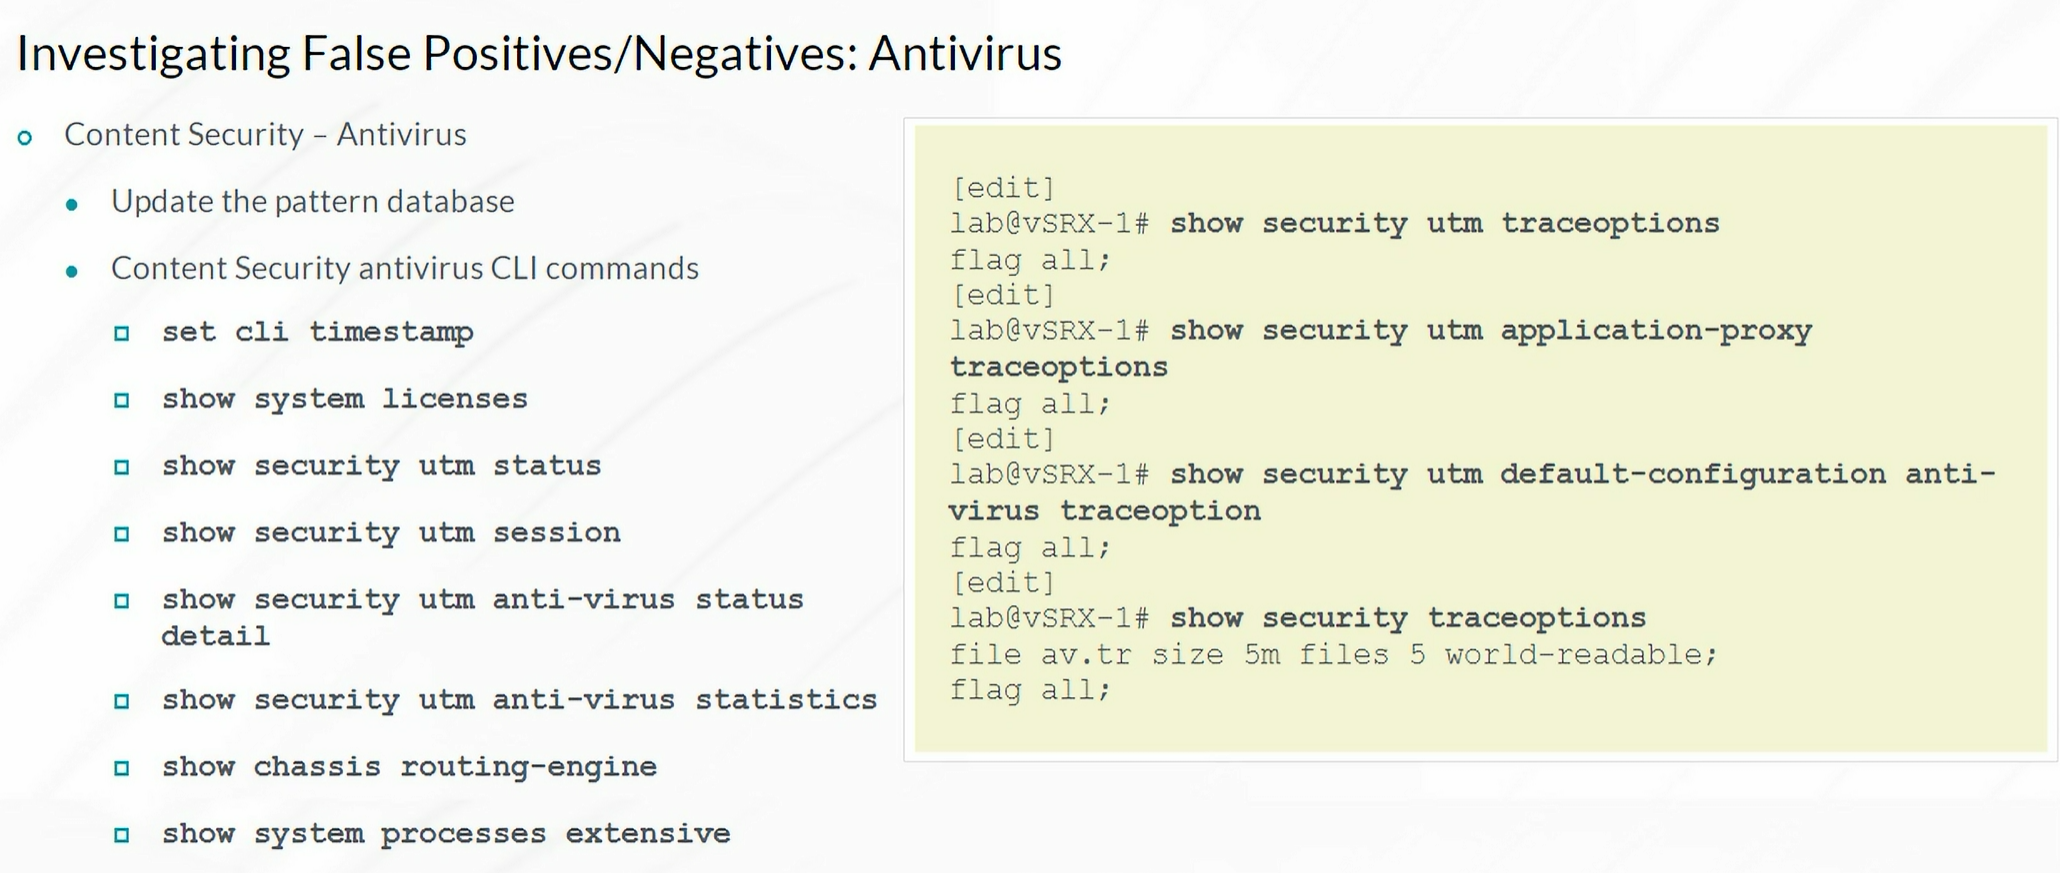 Investigating False Positives/Negatives: Antivirus
Content Security – Antivirus
Update the pattern database
Content Security antivirus CLI commands
set cli timestamp
show system licenses
show security utm status
show security utm session
show security utm anti-virus status
detail
show security utm anti-virus statistics
show chassis routing-engine
show system processes extensive
[edit]
lab@vSRX-1# show security utm traceoptions
flag all;
[edit]
lab@vSRX-1# show security utm application-proxy
traceoptions
flag all;
[edit]
lab@vSRX-1# show security utm default-configuration anti-
virus traceoption
flag all;
[edit]
lab@vSRX-1# show security traceoptions
file av.tr size 5m files 5 world-readable;
flag all;